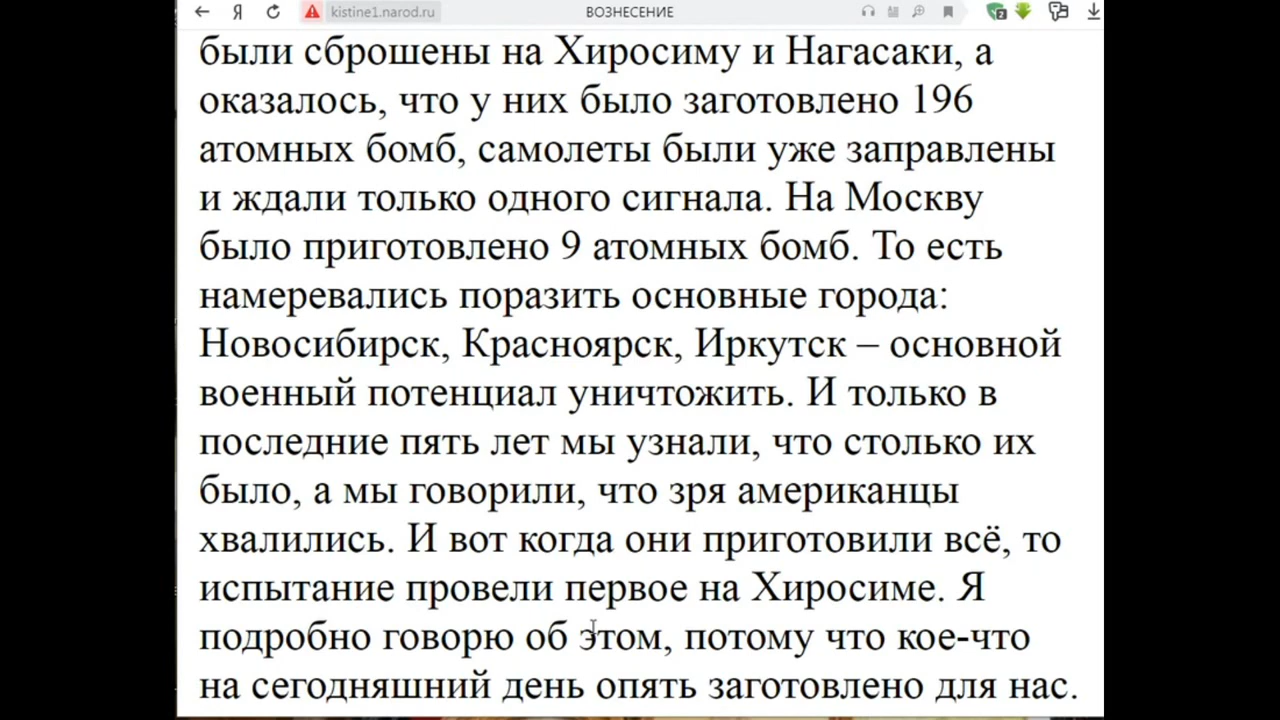 Я
kistine1.narod.ru
ВОЗНЕСЕНИЕ
2
были сброшены на Хиросиму и Нагасаки, а
оказалось, что у них было заготовлено 196
атомных бомб, самолеты были уже заправлены
и ждали только одного сигнала. На Москву
было приготовлено 9 атомных бомб. То есть
намеревались поразить основные города:
Новосибирск, Красноярск, Иркутск – основной
военный потенциал уничтожить. И только в
последние пять лет мы узнали, что столько их
было, а мы говорили, что зря американцы
хвалились. И вот когда они приготовили всё, то
испытание провели первое на Хиросиме. Я
подробно говорю об этом, потому что кое-что
на сегодняшний день опять заготовлено для нас.